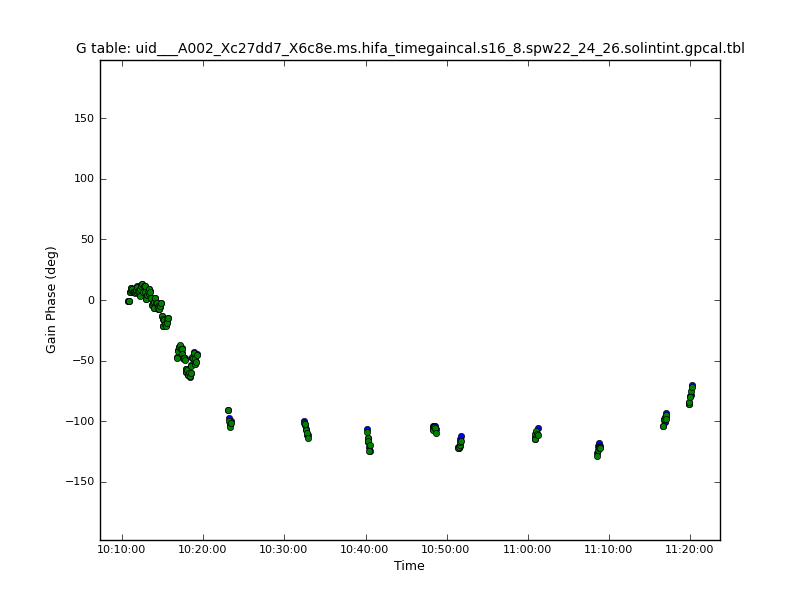 G table: uid___A002_Xc27dd7_X6c8e.ms.hifa_timegaincal.s16_8.spw22_24_26.solintint.gpcal.tbl
Gain Phase (deg)
150
100
50
0
−50
−100
−150
10:10:00 10:20:00 10:30:00 10:40:00 10:50:00 11:00:00 11:10:00 11:20:00
Time